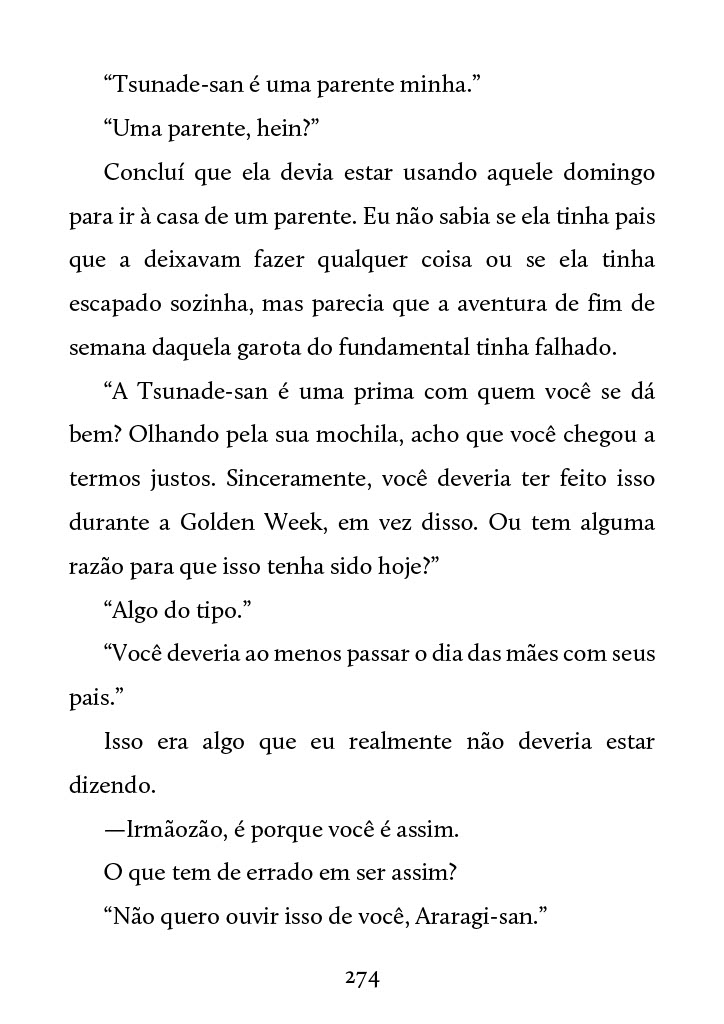 “Tsunade-san é uma parente minha.”
“Uma parente, hein?”
Concluí que ela devia estar usando aquele domingo
para ir à casa de um parente. Eu não sabia se ela tinha pais
que a deixavam fazer qualquer coisa ou se ela tinha
escapado sozinha, mas parecia que a aventura de fim de
semana daquela garota do fundamental tinha falhado.
“A Tsunade-san é uma prima com quem você se dá
bem? Olhando pela sua mochila, acho que você chegou a
termos justos. Sinceramente, você deveria ter feito isso
durante a Golden Week, em vez disso. Ou tem alguma
razão para que isso tenha sido hoje?”
“Algo do tipo.”
“Você deveria ao menos passar o dia das mães com seus
pais.”
Isso era algo que eu realmente não deveria estar
dizendo.
—Irmãozão, é porque você é assim.
O que tem de errado em ser assim?
“Não quero ouvir isso de você, Araragi-san.”
274